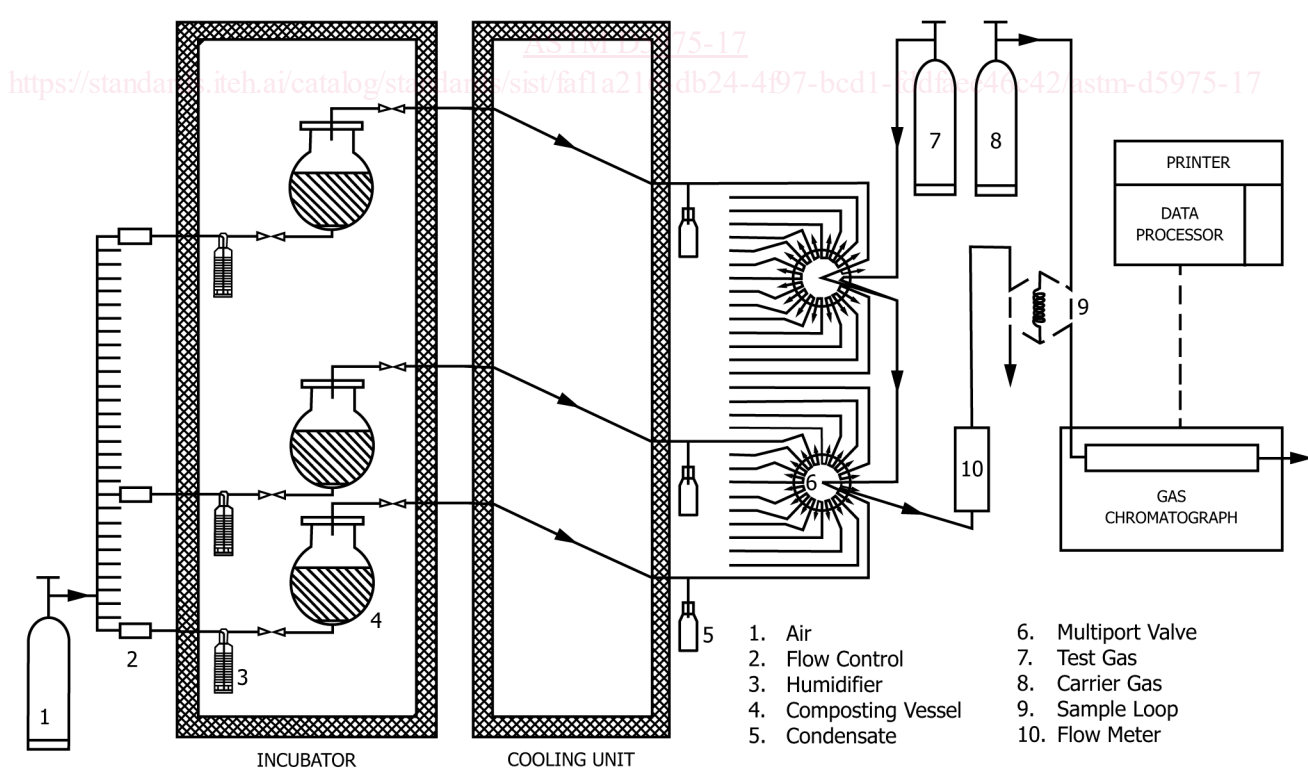 ASTM D5975-17
https://standards.iteh.ai/catalog/standards/sist/
-db24-4f97-bcd1-
/astm-d5975-17
7
8
PRINTER
DATA
PROCESSOR
9
6
10
GAS
CHROMATOGRAPH
4
2
3
5
1
1. Air
2. Flow Control
3. Humidifier
4. Composting Vessel
5. Condensate
6. Multiport Valve
7. Test Gas
8. Carrier Gas
9. Sample Loop
10. Flow Meter
INCUBATOR
COOLING UNIT